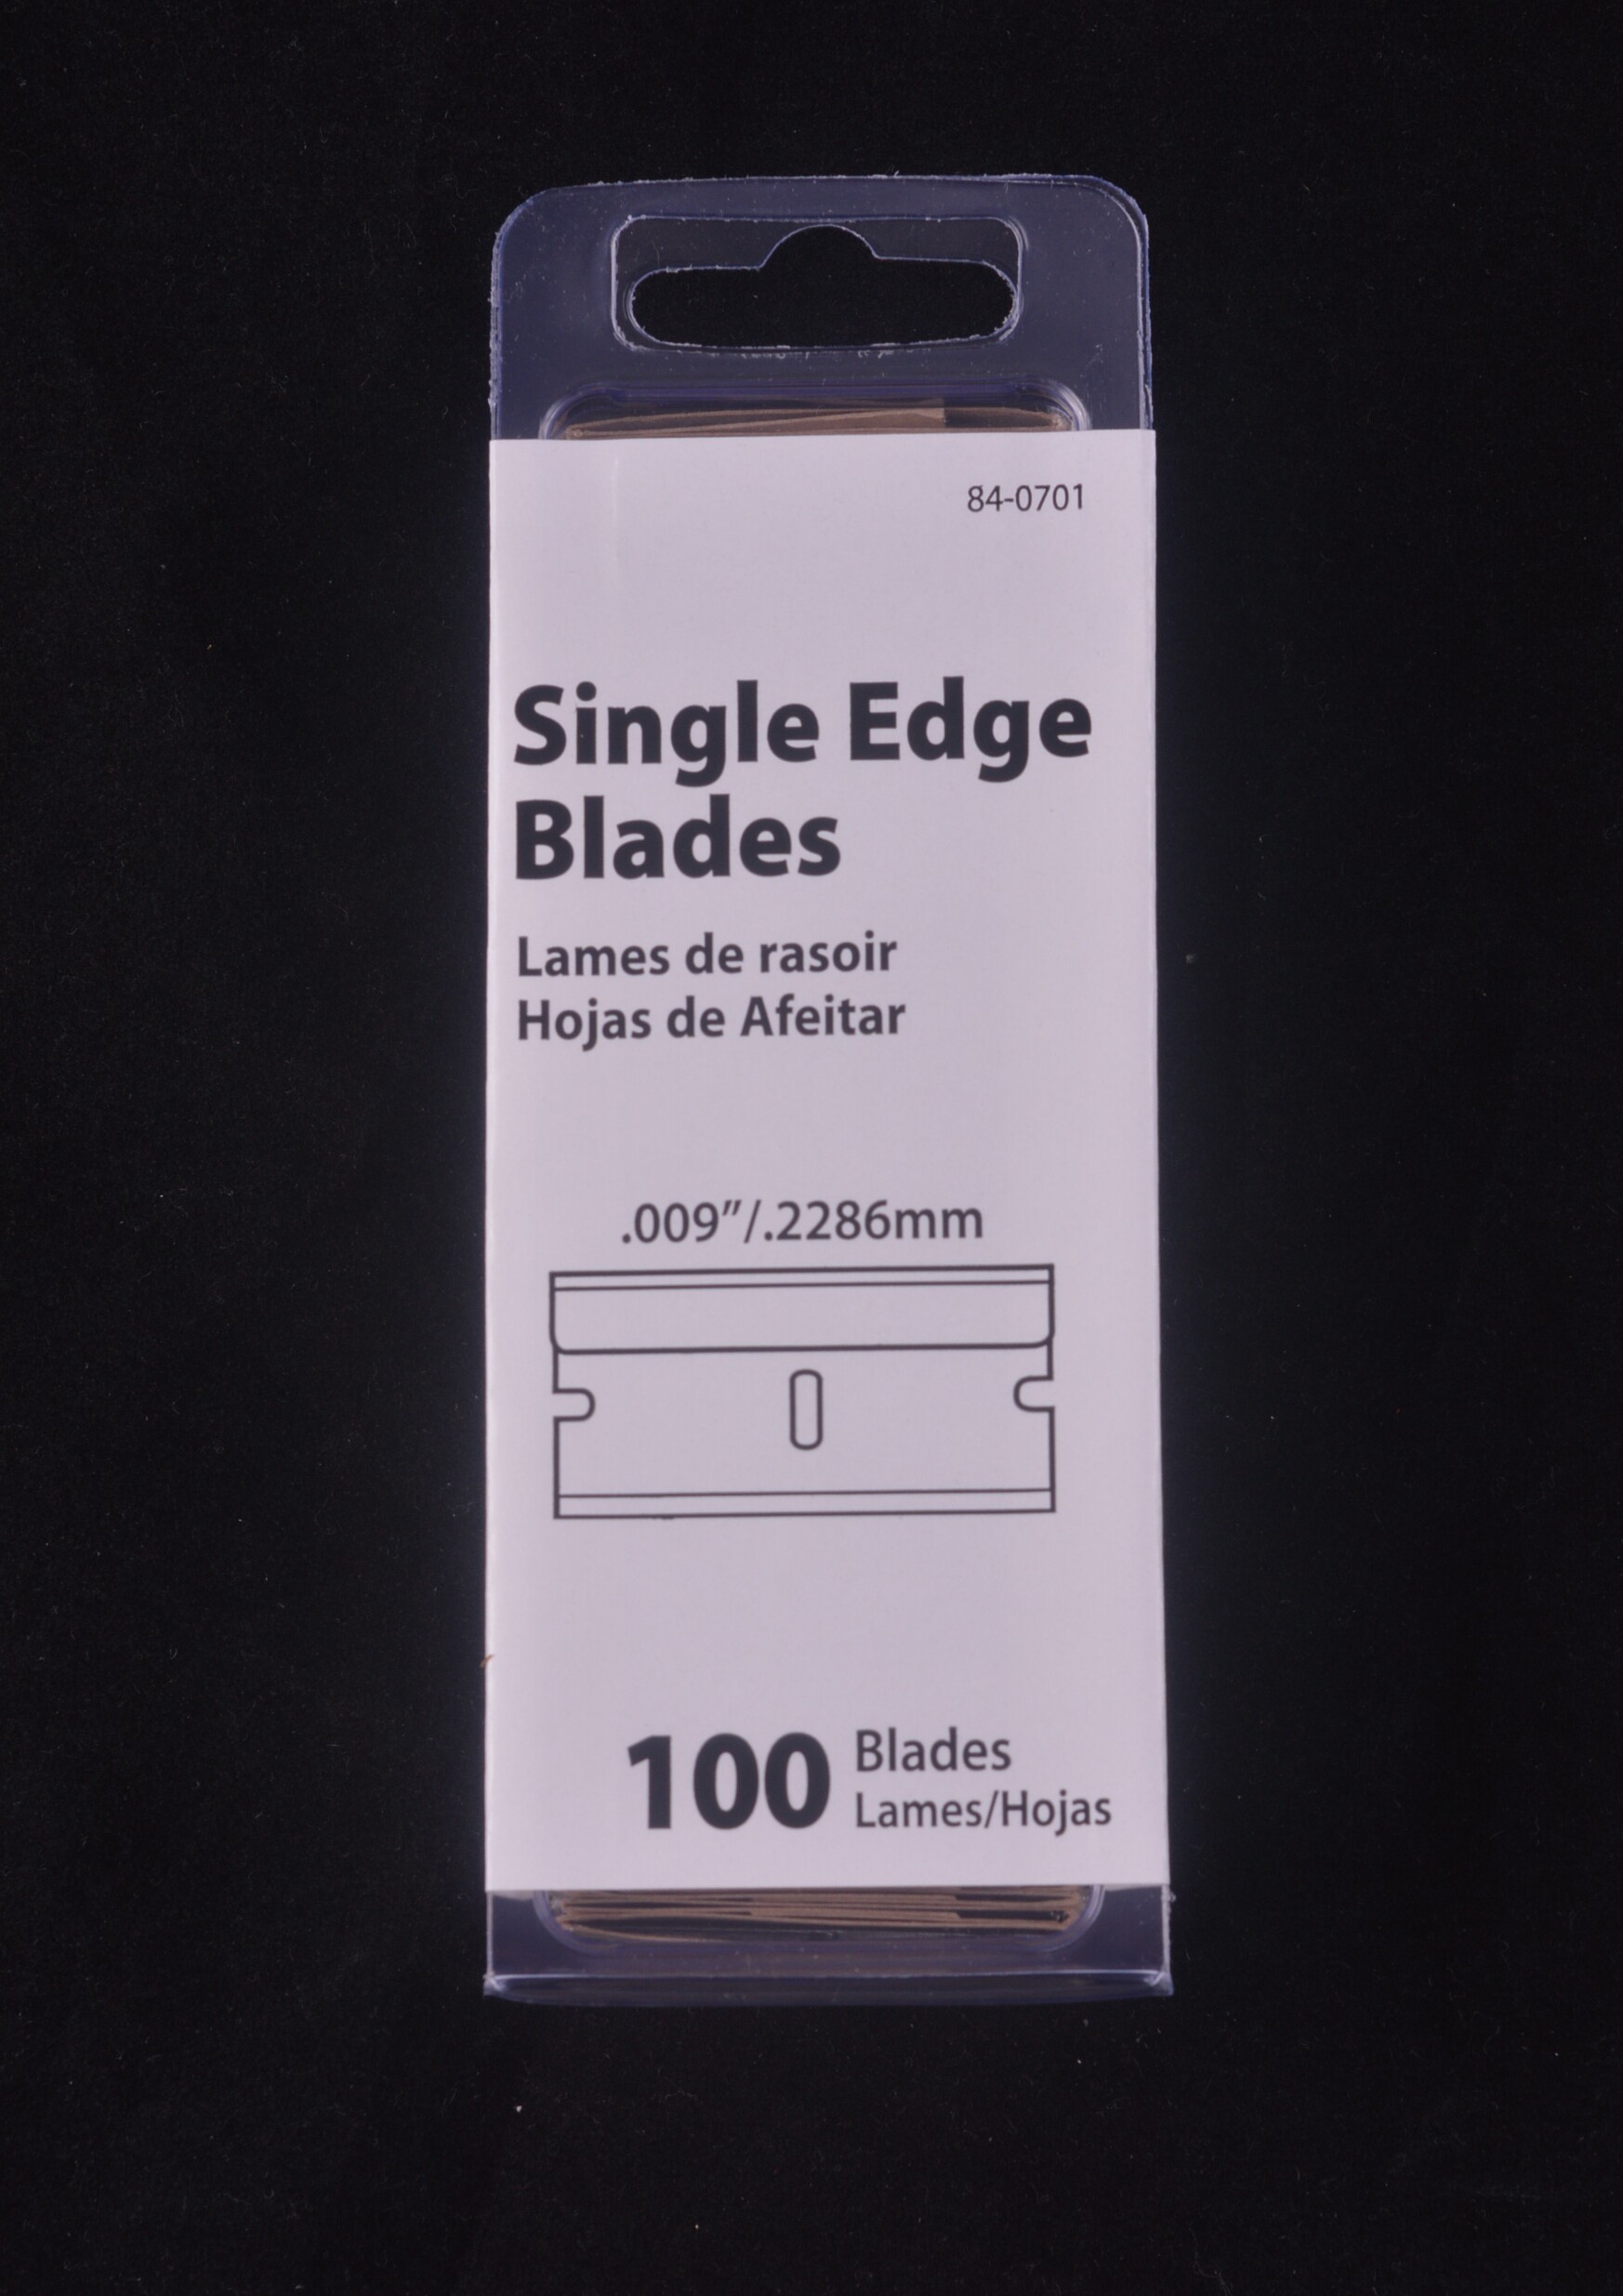 84-0701
Single Edge
Blades
Lames de rasoir
Hojas de Afeitar
.009"/.2286mm
100 Blades
Lames/Hojas